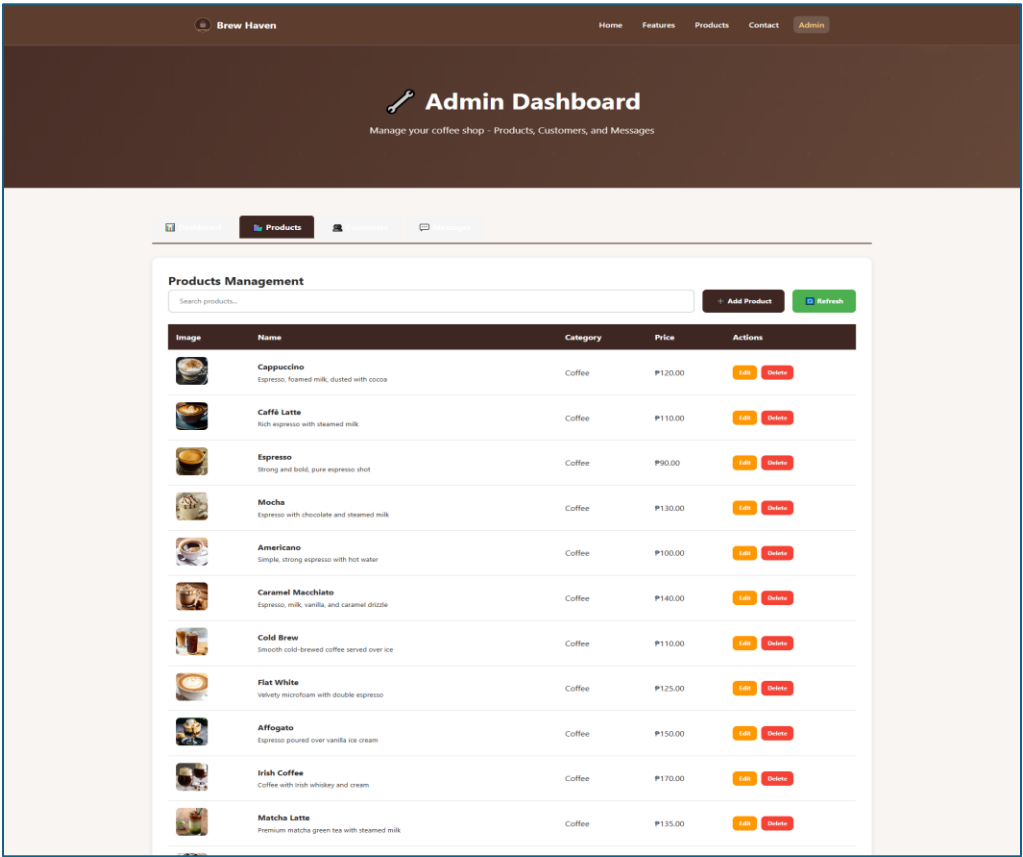 Brew Haven
Home Features Products Contact Admin
Admin Dashboard
Manage your coffee shop - Products, Customers, and Messages
Dashboard Products Customers Messages
Products Management
Search products...
+ Add Product
Refresh
Image Name Category Price Actions
Cappuccino
Espresso, foamed milk, dusted with cocoa
Coffee ₱120.00 Edit Delete
Caffè Latte
Rich espresso with steamed milk
Coffee ₱110.00 Edit Delete
Espresso
Strong and bold, pure espresso shot
Coffee ₱90.00 Edit Delete
Mocha
Espresso with chocolate and steamed milk
Coffee ₱130.00 Edit Delete
Americano
Simple, strong espresso with hot water
Coffee ₱100.00 Edit Delete
Caramel Macchiato
Espresso, milk, vanilla, and caramel drizzle
Coffee ₱140.00 Edit Delete
Cold Brew
Smooth cold-brewed coffee served over ice
Coffee ₱110.00 Edit Delete
Flat White
Velvety microfoam with double espresso
Coffee ₱125.00 Edit Delete
Affogato
Espresso poured over vanilla ice cream
Coffee ₱150.00 Edit Delete
Irish Coffee
Coffee with Irish whiskey and cream
Coffee ₱170.00 Edit Delete
Matcha Latte
Premium matcha green tea with steamed milk
Coffee ₱135.00 Edit Delete